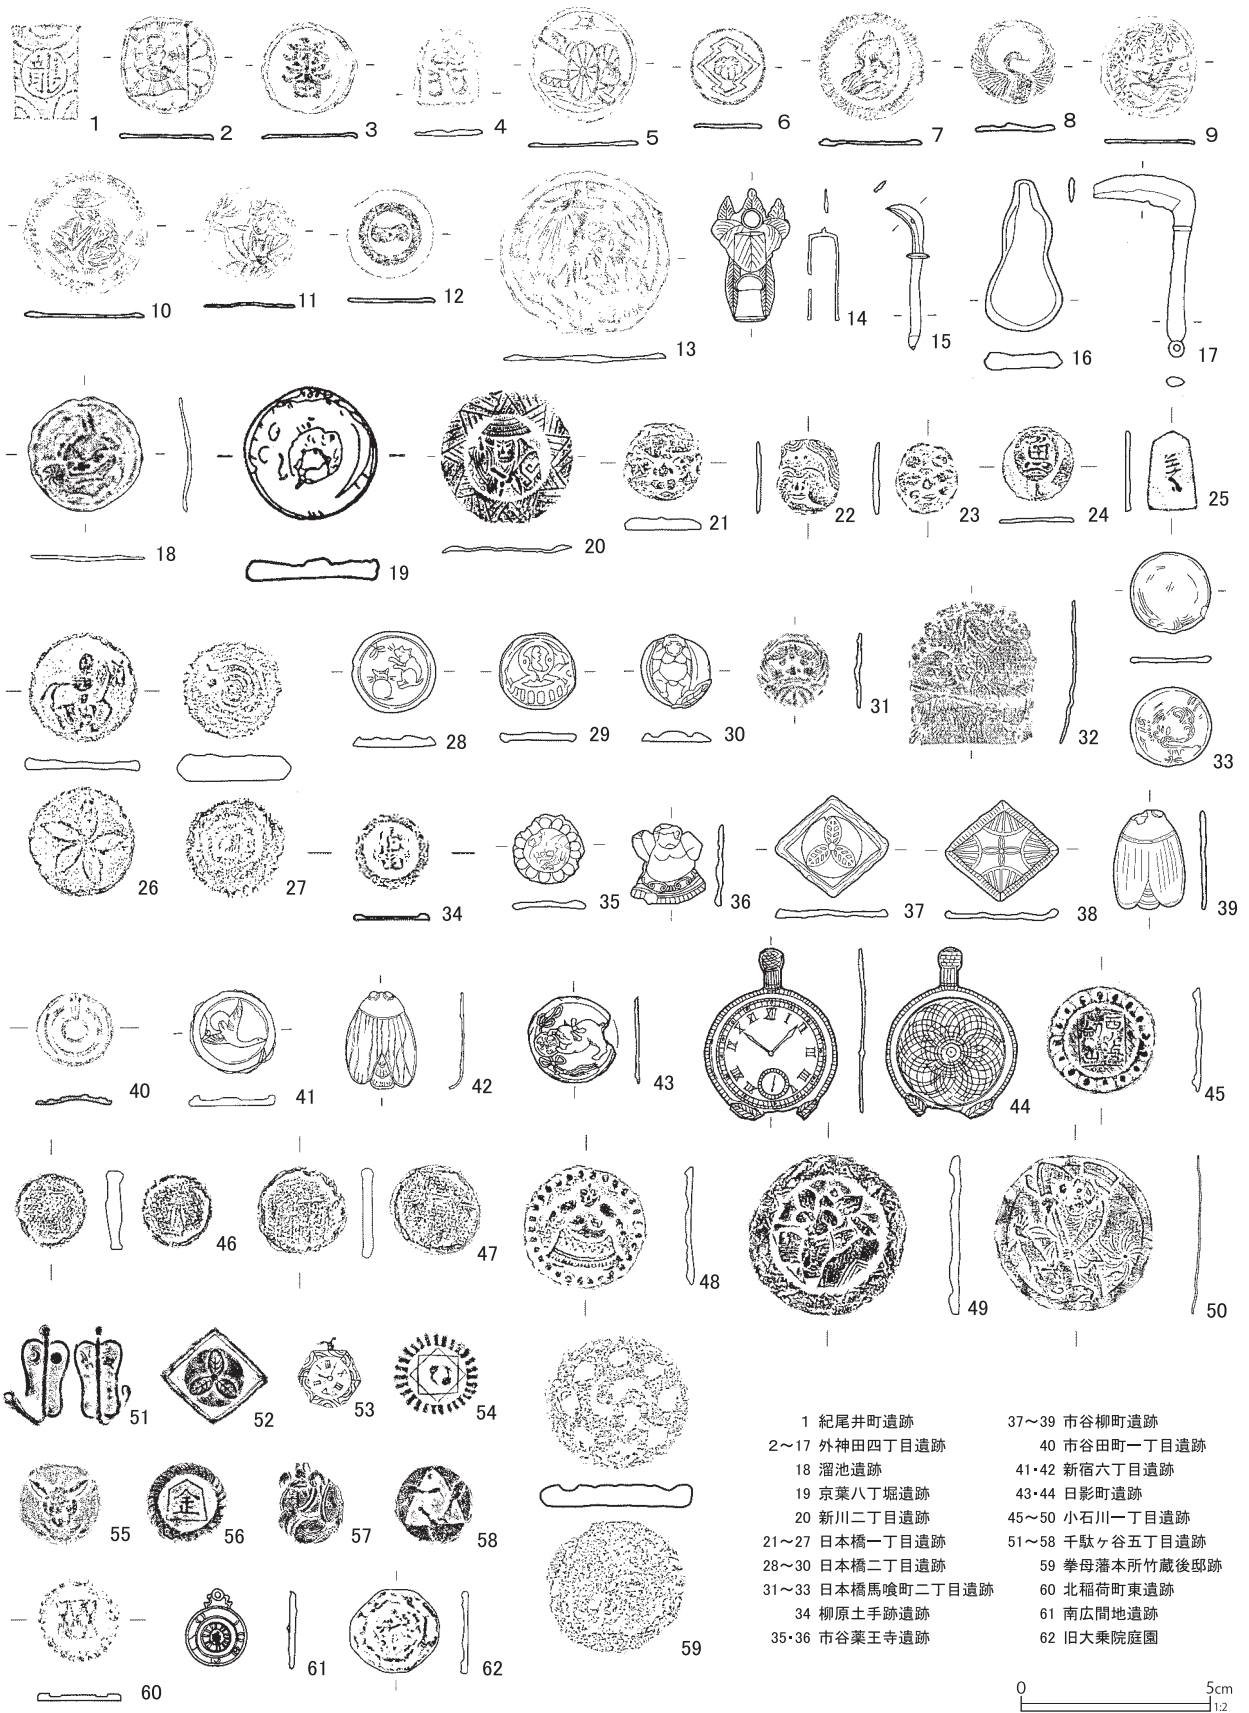 1
2
3
4
5
6
7
8
9
10
11
12
13
14
15
16
17
18
19
20
21
22
23
24
25
26
27
28
29
30
31
32
33
34
35
36
37
38
39
40
41
42
43
44
45
46
47
48
49
50
51
52
53
54
55
金
56
57
58
59
60
61
62
1 紀尾井町遺跡
2～17 外神田四丁目遺跡
18 溜池遺跡
19 京葉八丁堀遺跡
20 新川二丁目遺跡
21～27 日本橋一丁目遺跡
28～30 日本橋二丁目遺跡
31～33 日本橋馬喰町二丁目遺跡
34 柳原土手跡遺跡
35・36 市谷薬王寺遺跡
37～39 市谷柳町遺跡
40 市谷田町一丁目遺跡
41・42 新宿六丁目遺跡
43・44 日影町遺跡
45～50 小石川一丁目遺跡
51～58 千駄ヶ谷五丁目遺跡
59 拳母藩本所竹蔵後邸跡
60 北稲荷町東遺跡
61 南広間地遺跡
62 旧大乗院庭園
0 5cm
1:2